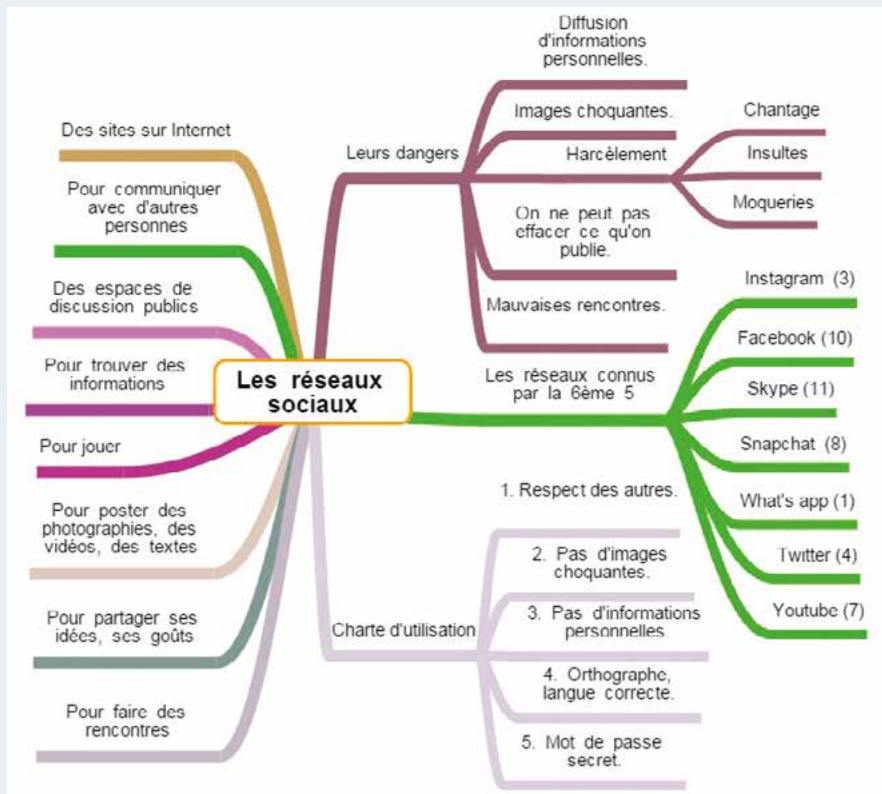 Les réseaux
sociaux
Des sites sur Internet
Pour communiquer
avec d'autres
personnes
Des espaces de
discussion publics
Pour trouver des
informations
Pour jouer
Pour poster des
photographies, des
vidéos, des textes
Pour partager ses
idées, ses goûts
Pour faire des
rencontres
Leurs dangers
Diffusion
d'informations
personnelles.
Images choquantes.
Harcèlement
Chantage
Insultes
Moqueries
On ne peut pas
effacer ce qu'on
publie.
Mauvaises rencontres.
Les réseaux connus
par la 6ème 5
Instagram (3)
Facebook (10)
Skype (11)
Snapchat (8)
What's app (1)
Twitter (4)
Youtube (7)
Charte d'utilisation
1. Respect des autres.
2. Pas d'images
choquantes.
3. Pas d'informations
personnelles
4. Orthographe,
langue correcte.
5. Mot de passe
secret.